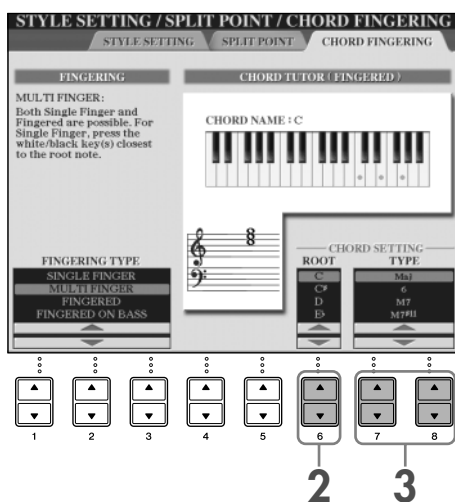 STYLE SETTING / SPLIT POINT / CHORD FINGERING
STYLE SETTING SPLIT POINT CHORD FINGERING
FINGERING
MULTI FINGER:
Both Single Finger and
Fingered are possible. For
Single Finger, press the
white/black key(s) closest
to the root note.
CHORD TUTOR ( FINGERED )
CHORD NAME : C
FINGERING TYPE
SINGLE FINGER
MULTI FINGER
FINGERED
FINGERED ON BASS
CHORD SETTING
ROOT TYPE
C Maj
C# 6
D M7
E♭ M7#11
1 2 3 4 5 6 7 8
2 3